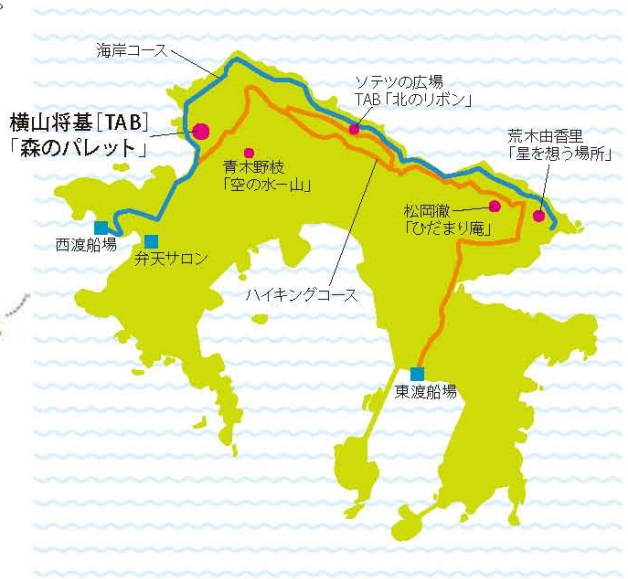 海岸コース
ソテツの広場
TAB「北のリボン」
横山将基[TAB]
「森のパレット」
荒木由香里
「星を想う場所」
青木野枝
「空の水ー山」
松岡徹
「ひだまり庵」
西渡船場
弁天サロン
ハイキングコース
東渡船場